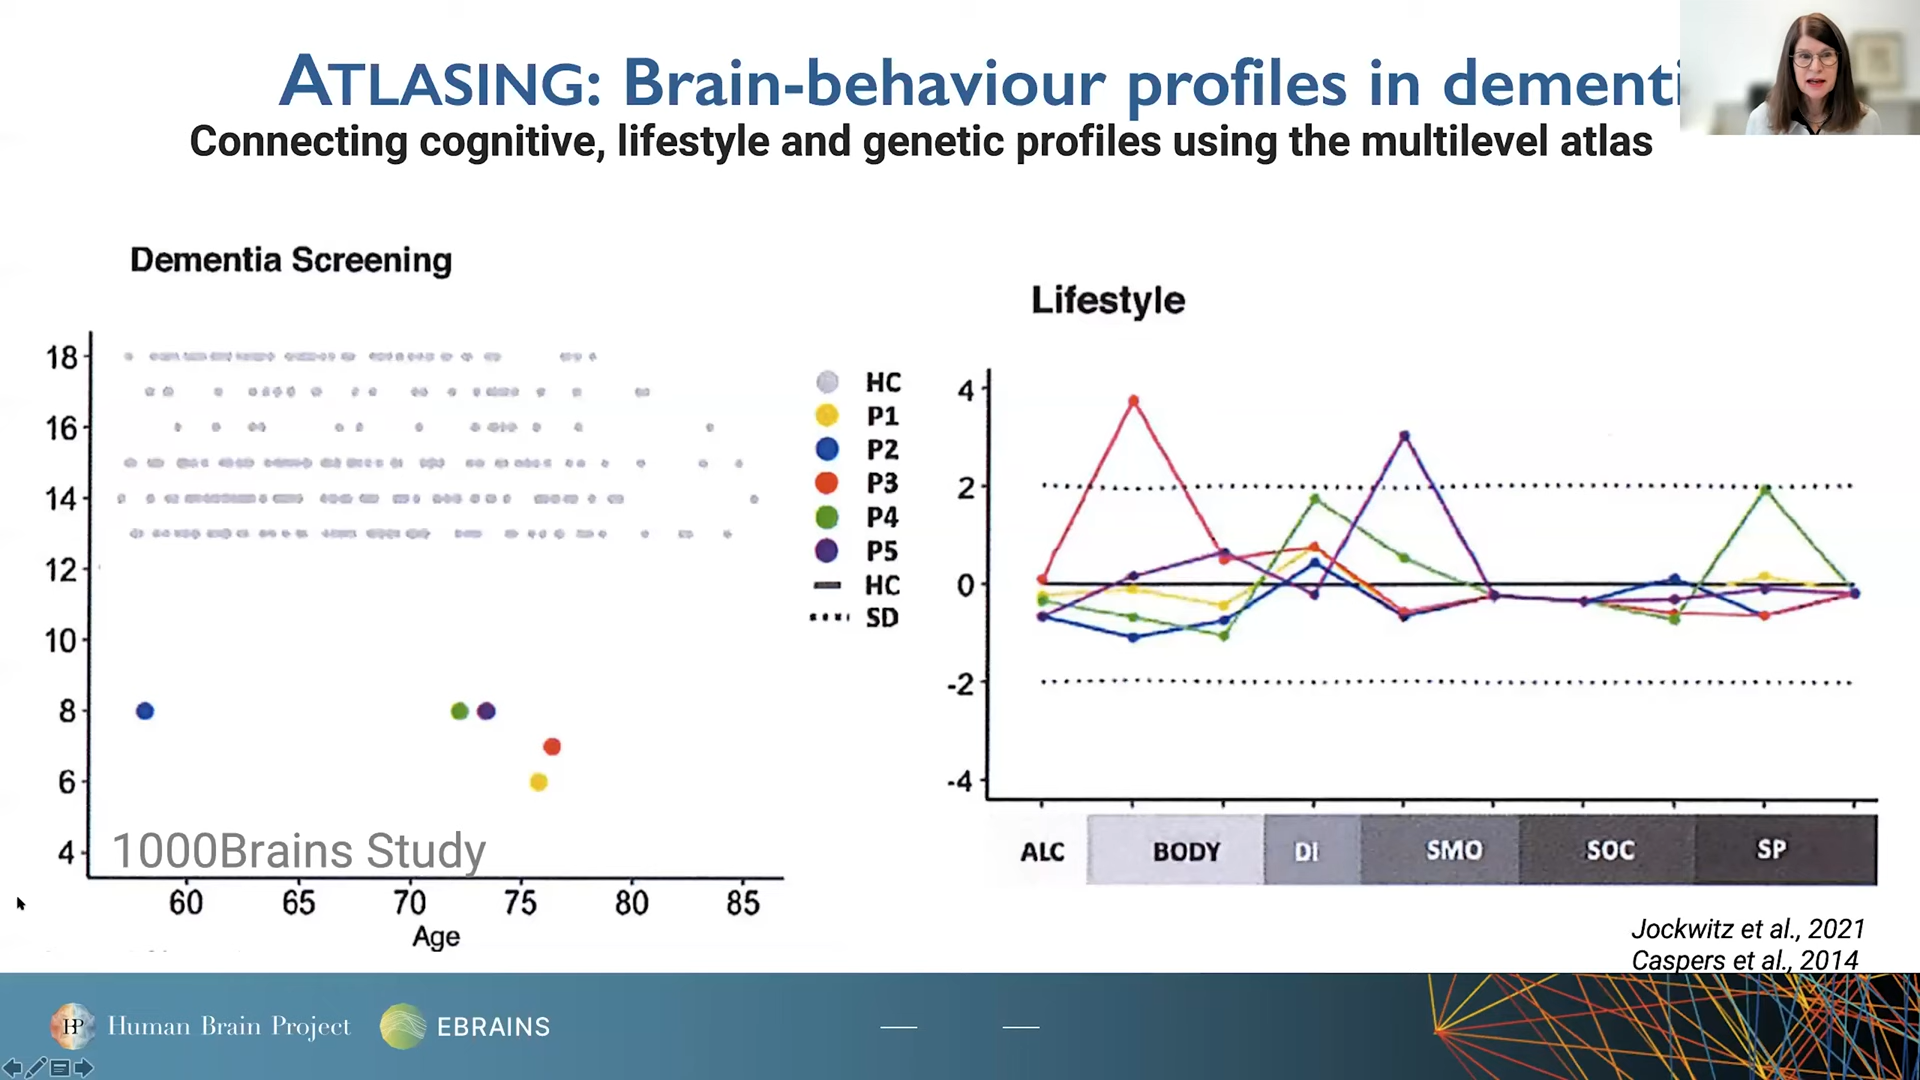 ATLASING: Brain-behaviour profiles in dementi
Connecting cognitive, lifestyle and genetic profiles using the multilevel atlas
Dementia Screening
18
16
14
12
10
8
6
4
1000Brains Study
60 65 70 75 80 85
Age
HC
P1
P2
P3
P4
P5
HC
SD
Lifestyle
4
2
0
-2
-4
ALC BODY DI SMO SOC SP
Jockwitz et al., 2021
Caspers et al., 2014
HP Human Brain Project EBRAINS